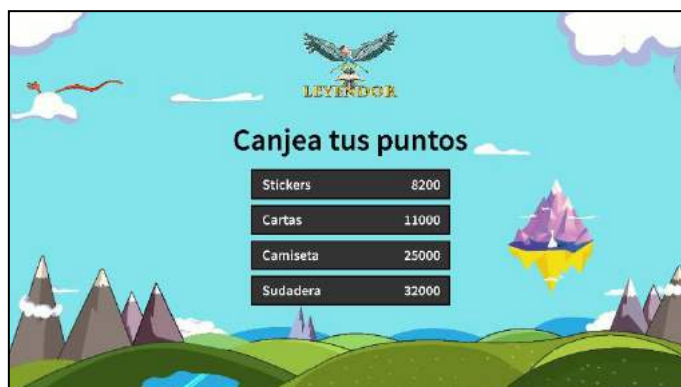 LEYENDOR
Canjea tus puntos
Stickers 8200
Cartas 11000
Camiseta 25000
Sudadera 32000